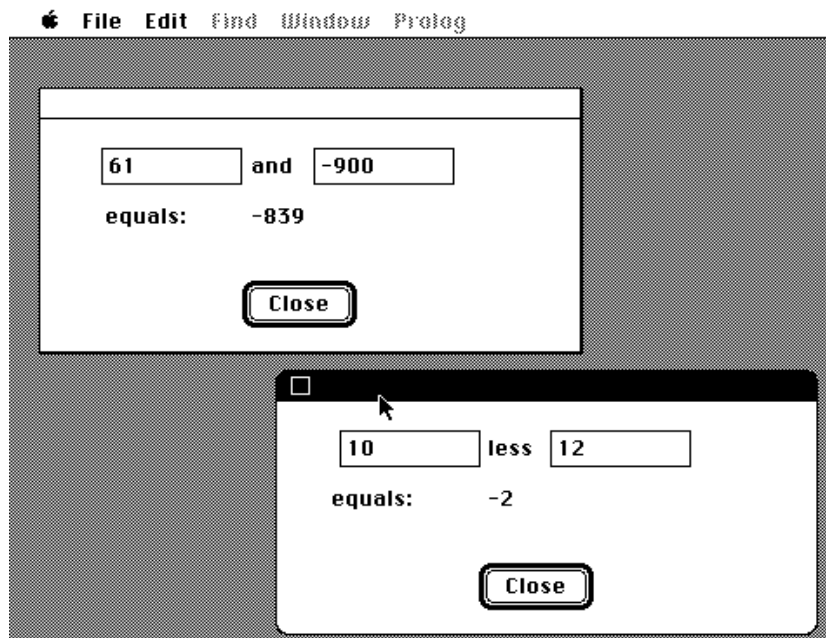 File Edit Find Window Prolog
61 and -900
equals: -839
Close
10 less 12
equals: -2
Close